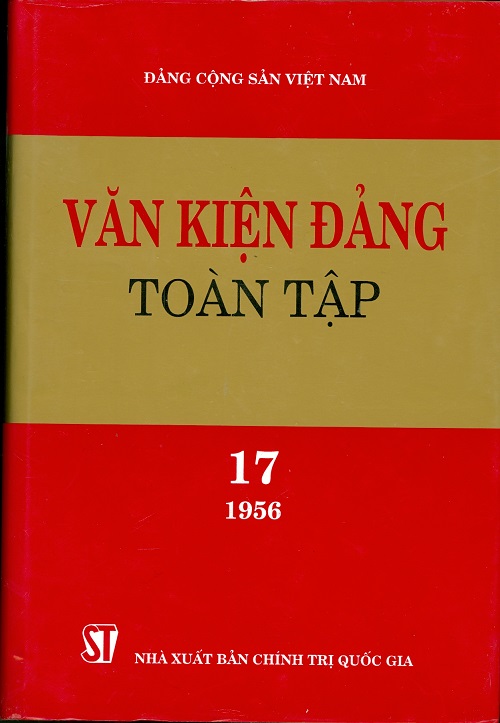 ĐẢNG CỘNG SẢN VIỆT NAM
VĂN KIỆN ĐẢNG
TOÀN TẬP
17
1956
ST
NHÀ XUẤT BẢN CHÍNH TRỊ QUỐC GIA